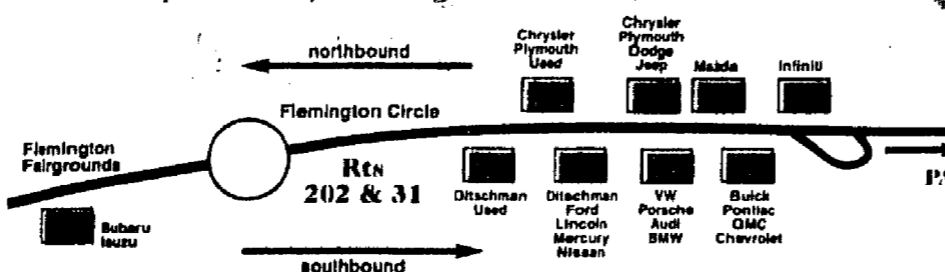 northbound
Chrysler
Plymouth
Used
Chrysler
Plymouth
Dodge
Jeep
Mazda
Infiniti
Flemington Circle
Flemington
Fairgrounds
Rts
202 & 31
Subaru
Isuzu
Ditschman
Used
Ditschman
Ford
Lincoln
Mercury
Nissan
VW
Porsche
Audi
BMW
Buick
Pontiac
GMC
Chevrolet
southbound